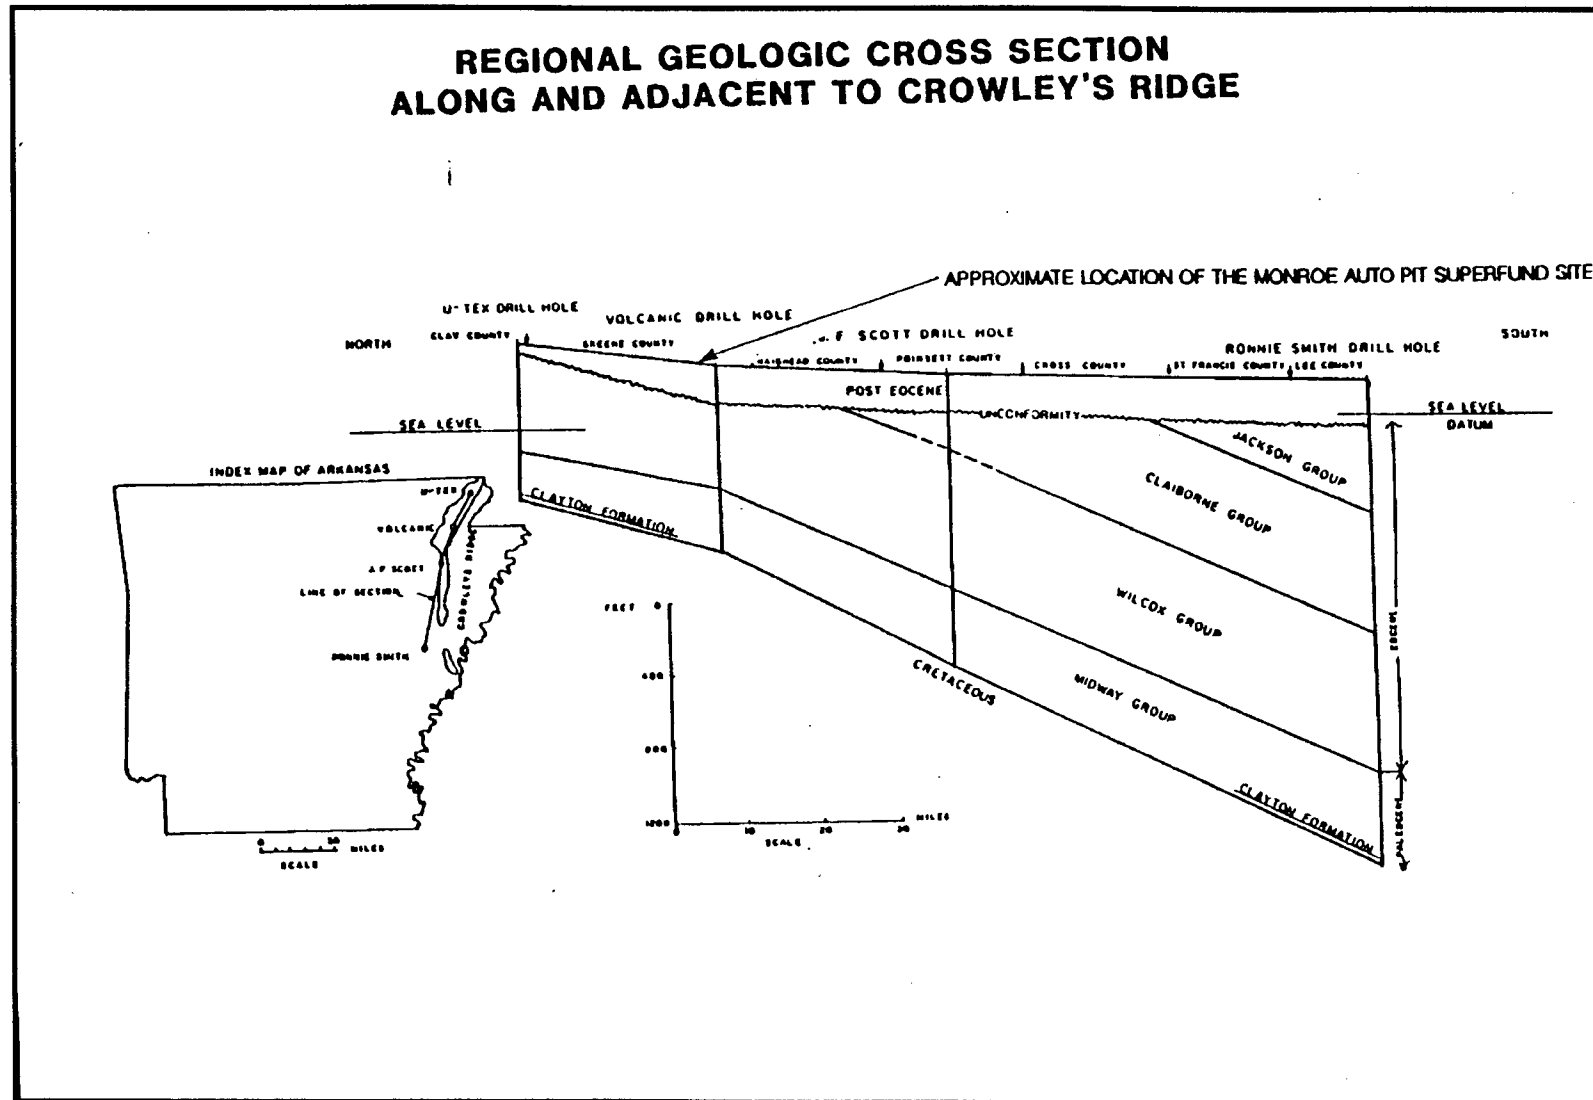 REGIONAL GEOLOGIC CROSS SECTION
ALONG AND ADJACENT TO CROWLEY'S RIDGE
APPROXIMATE LOCATION OF THE MONROE AUTO PIT SUPERFUND SITE
U-TEX DRILL HOLE
VOLCANIC DRILL HOLE
F SCOTT DRILL HOLE
RONNIE SMITH DRILL HOLE
NORTH
SOUTH
CLAY COUNTY
GREENE COUNTY
POINSETT COUNTY
CROSS COUNTY
ST FRANCIS COUNTY
LEE COUNTY
POST EOCENE
UNCONFORMITY
SEA LEVEL
SEA LEVEL
DATUM
JACKSON GROUP
CLAIBORNE GROUP
WILCOX GROUP
MIDWAY GROUP
CLAYTON FORMATION
CRETACEOUS
CLAYTON FORMATION
EOCENE
PALEOCENE
INDEX MAP OF ARKANSAS
U-TEX
VOLCANIC
J F SCOTT
LINE OF SECTION
RONNIE SMITH
CROWLEYS RIDGE
0 50 MILES
SCALE
FEET 0
400
800
1200
0 10 20 30 MILES
SCALE